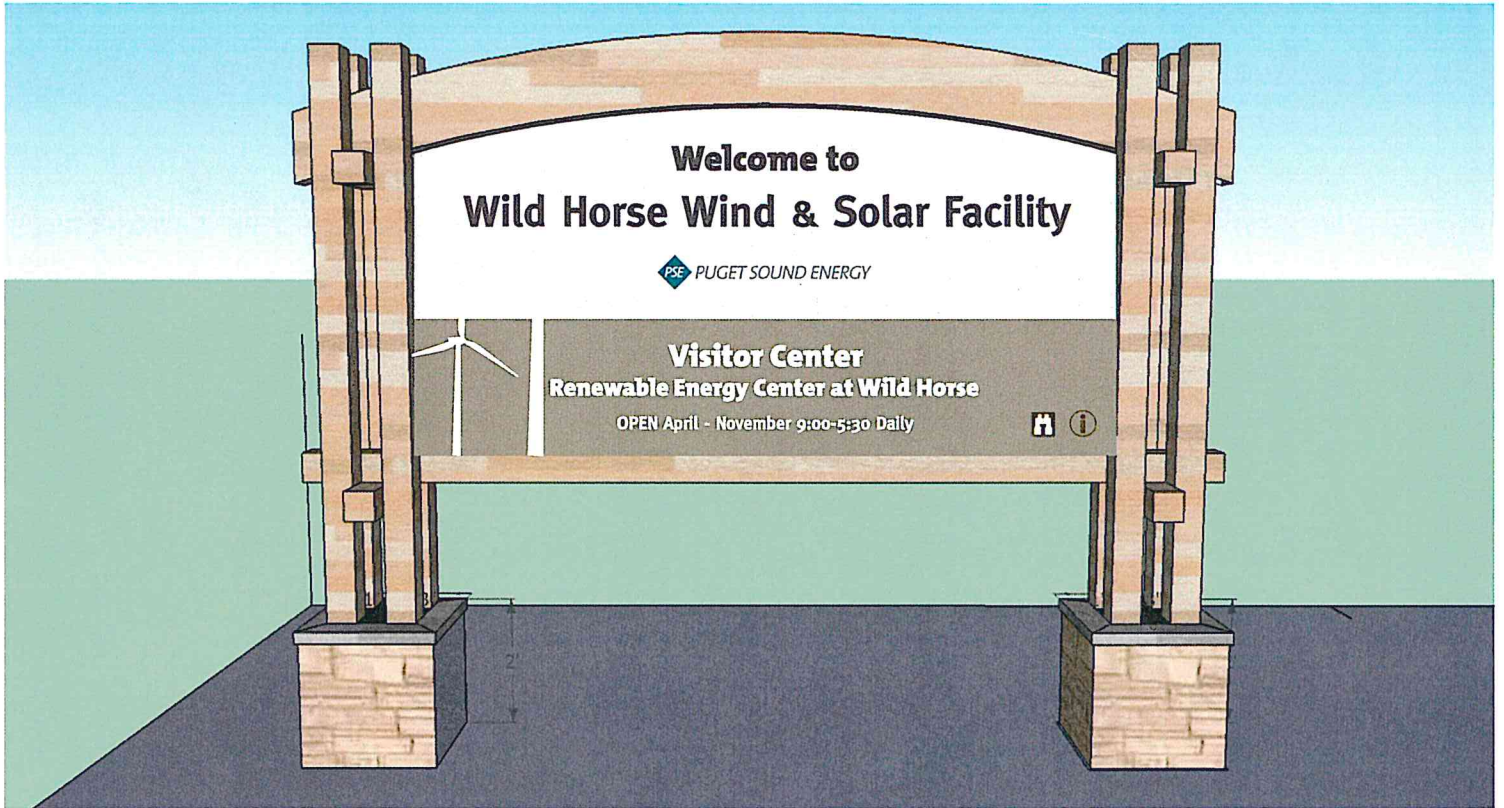 Welcome to
Wild Horse Wind & Solar Facility
PSE PUGET SOUND ENERGY
Visitor Center
Renewable Energy Center at Wild Horse
OPEN April - November 9:00-5:30 Daily
i
2'